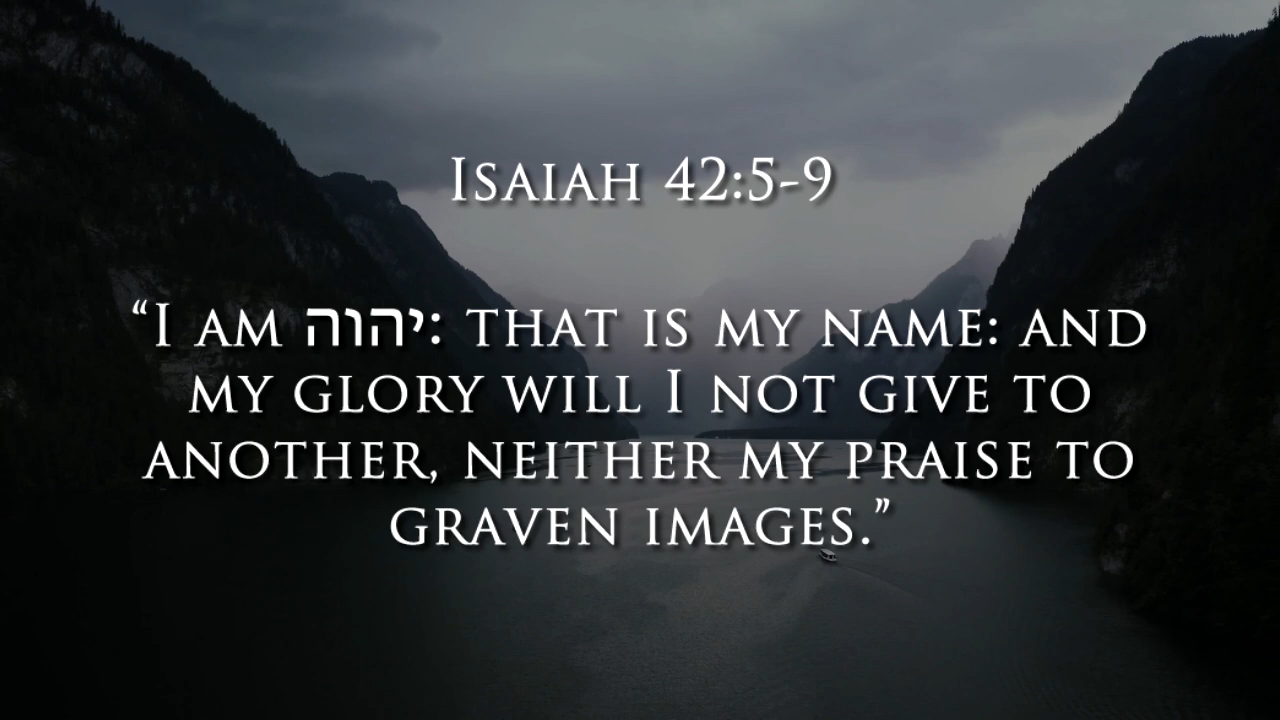 Isaiah 42:5-9
“I am יהוה: that is my name: and
my glory will I not give to
another, neither my praise to
graven images.”